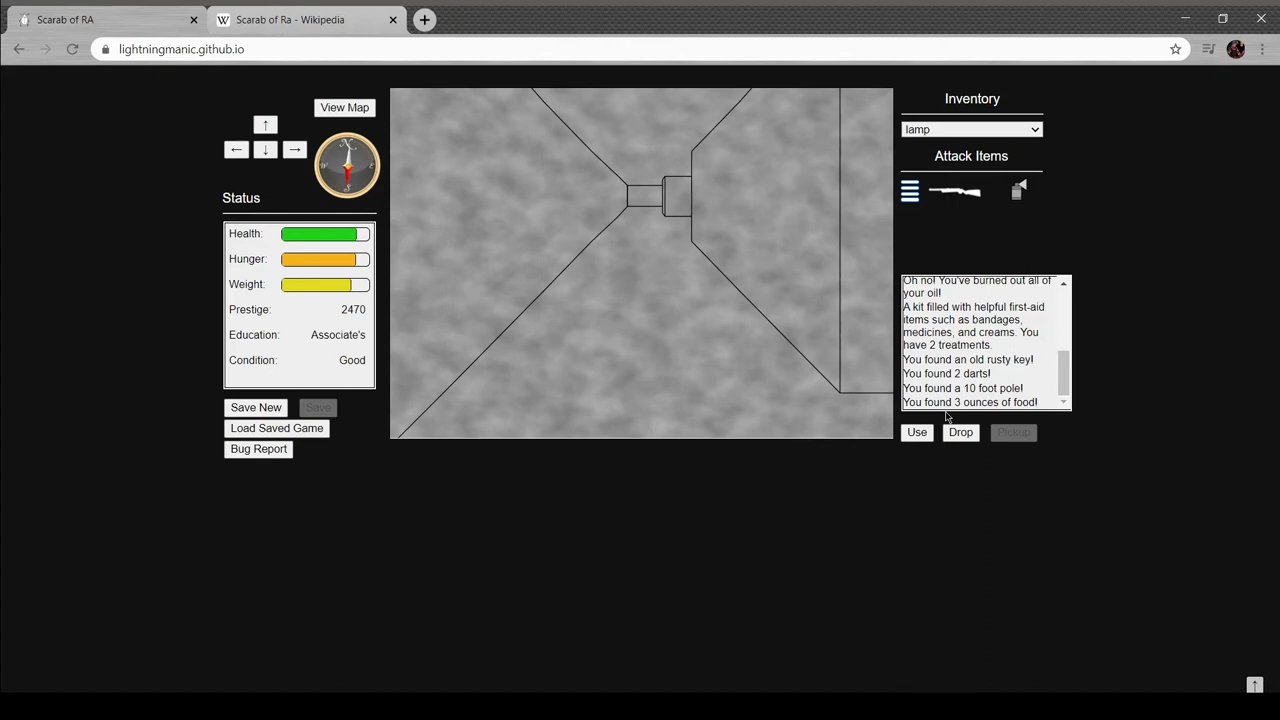 Scarab of RA
Scarab of Ra - Wikipedia
lightningmanic.github.io
View Map
Status
Health:
Hunger:
Weight:
Prestige: 2470
Education: Associate's
Condition: Good
Save New Save
Load Saved Game
Bug Report
Inventory
lamp
Attack Items
Oh no! You've burned out all of
your oil!
A kit filled with helpful first-aid
items such as bandages,
medicines, and creams. You
have 2 treatments.
You found an old rusty key!
You found 2 darts!
You found a 10 foot pole!
You found 3 ounces of food!
Use Drop Pickup